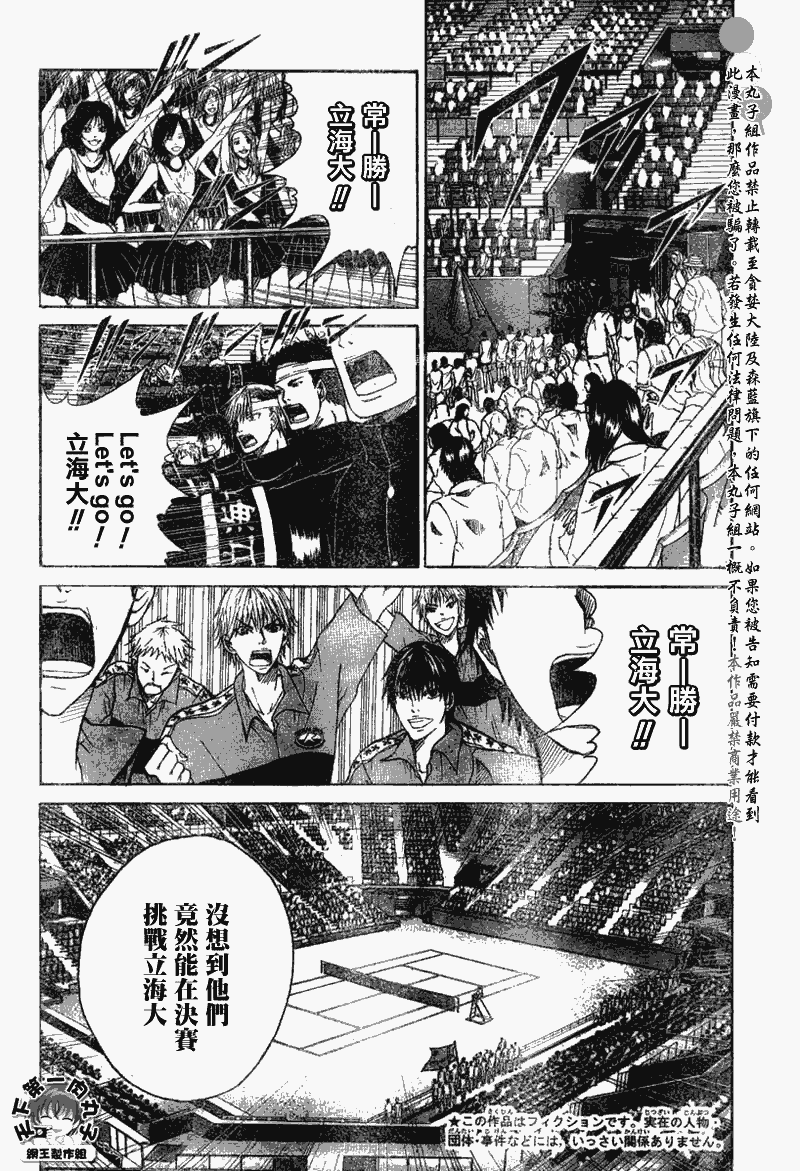 本丸子組作品禁止轉載至貪婪大陸及森藍旗下的任何網站。如果您被告知需要付款才能看到
此漫畫，那麼您被騙了。若發生任何法律問題，本丸子組一概不負責！本作品嚴禁商業用途！
常—勝—
立海大!!
Let's go!
Let's go!
立海大!!
常—勝—
立海大!!
沒想到他們
竟然能在決賽
挑戰立海大
★この作品はフィクションです。実在の人物・
団体・事件などには、いっさい関係ありません。
天下第一肉丸子
網王製作組